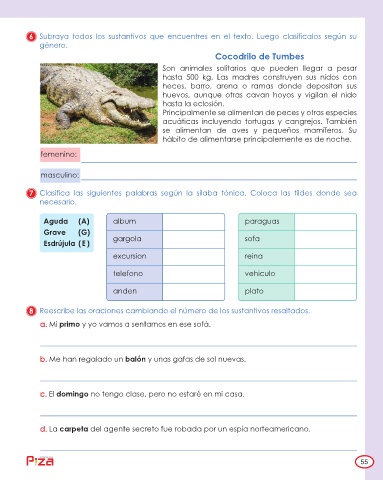 6 Subraya todos los sustantivos que encuentres en el texto. Luego clasifícalos según su
género.
Cocodrilo de Tumbes
Son animales solitarios que pueden llegar a pesar
hasta 500 kg. Las madres construyen sus nidos con
heces, barro, arena o ramas donde depositan sus
huevos, aunque otras cavan hoyos y vigilan el nido
hasta la eclosión.
Principalmente se alimentan de peces y otras especies
acuáticas incluyendo tortugas y cangrejos. También
se alimentan de aves y pequeños mamíferos. Su
hábito de alimentarse principalmente es de noche.
femenino:
masculino:
7 Clasifica las siguientes palabras según la sílaba tónica. Coloca las tildes donde sea
necesario.
Aguda (A)
Grave (G)
Esdrújula (E)
album
gargola
excursion
telefono
anden
paraguas
sofa
reina
vehiculo
plato
8 Reescribe las oraciones cambiando el número de los sustantivos resaltados.
a. Mi primo y yo vamos a sentarnos en ese sofá.
b. Me han regalado un balón y unas gafas de sol nuevas.
c. El domingo no tengo clase, pero no estaré en mi casa.
d. La carpeta del agente secreto fue robada por un espía norteamericano.
Piza
55